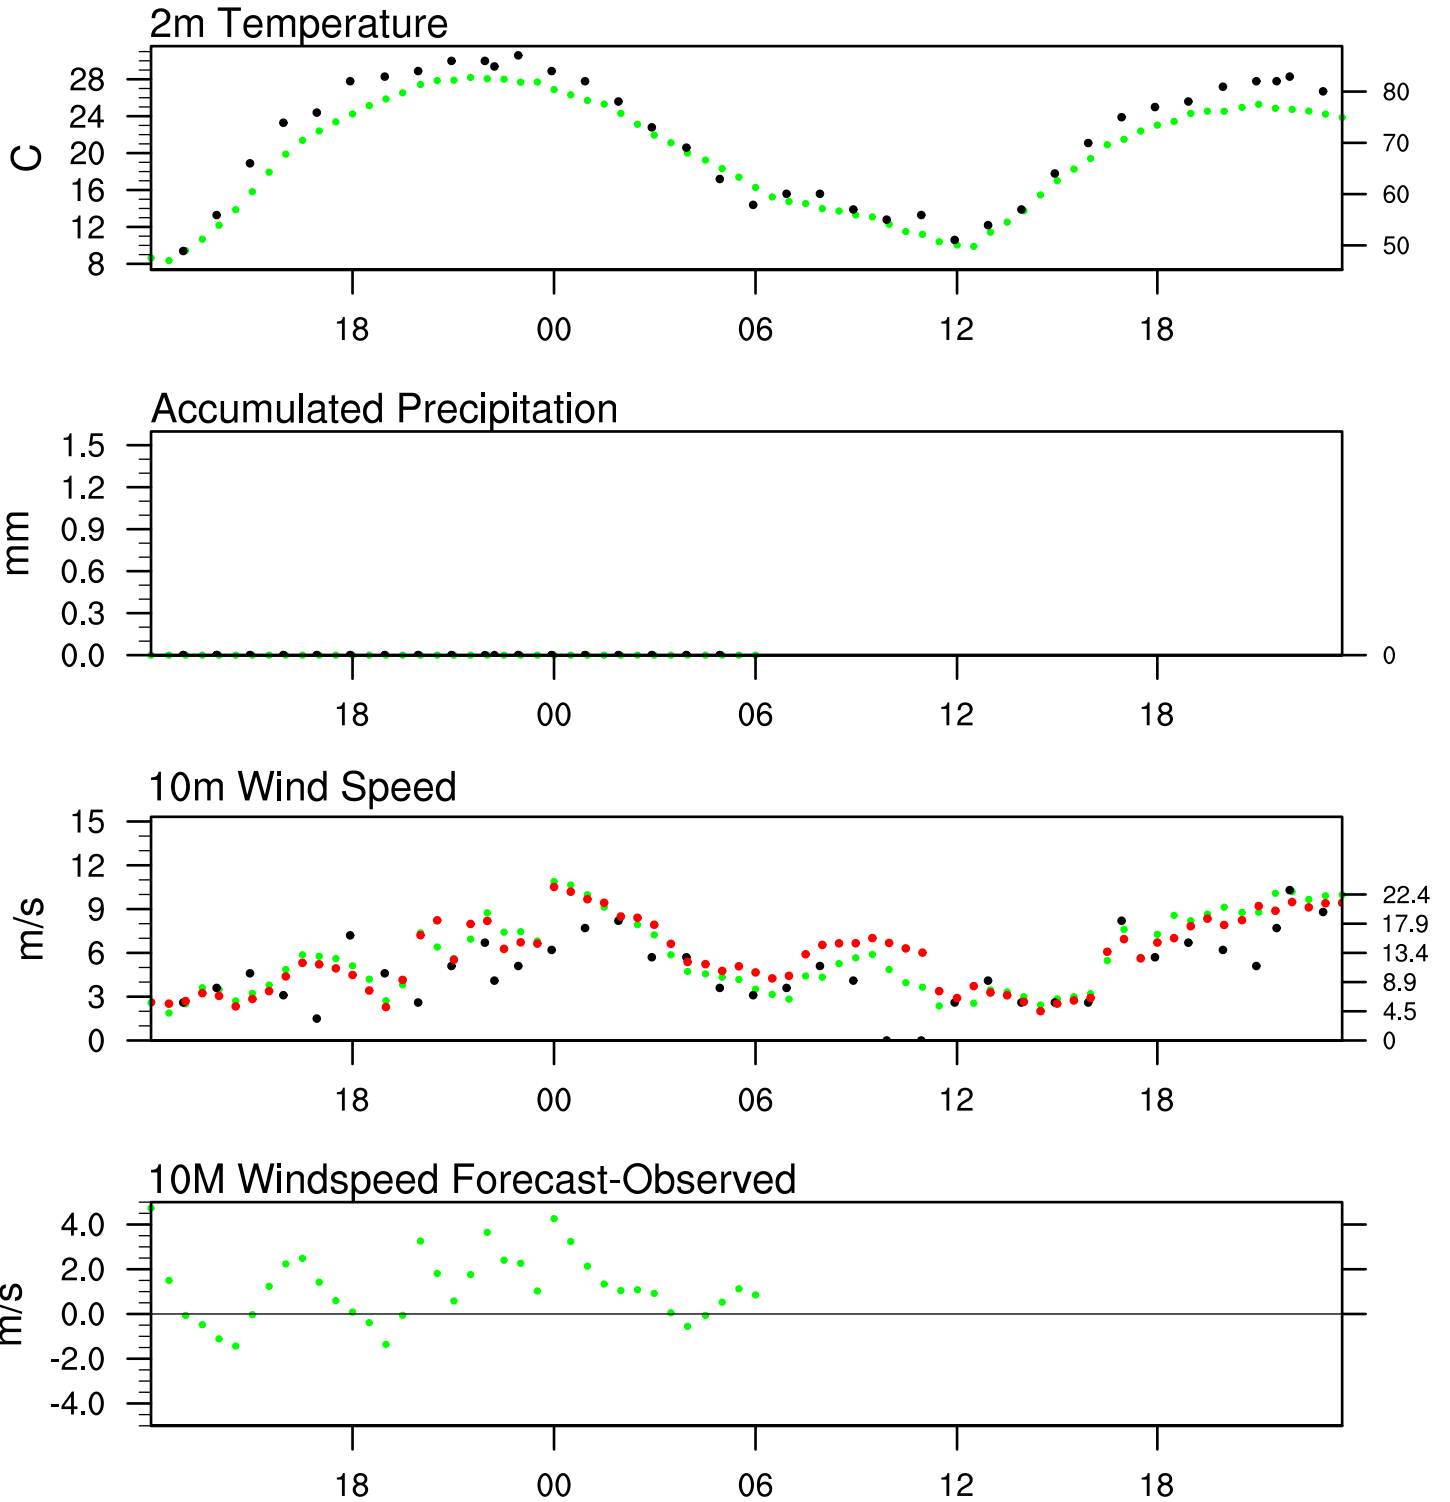 2m Temperature
C
28
24
20
16
12
8
80
70
60
50
18 00 06 12 18
Accumulated Precipitation
mm
1.5
1.2
0.9
0.6
0.3
0.0
0
18 00 06 12 18
10m Wind Speed
m/s
15
12
9
6
3
0
22.4
17.9
13.4
8.9
4.5
0
18 00 06 12 18
10M Windspeed Forecast-Observed
m/s
4.0
2.0
0.0
-2.0
-4.0
18 00 06 12 18